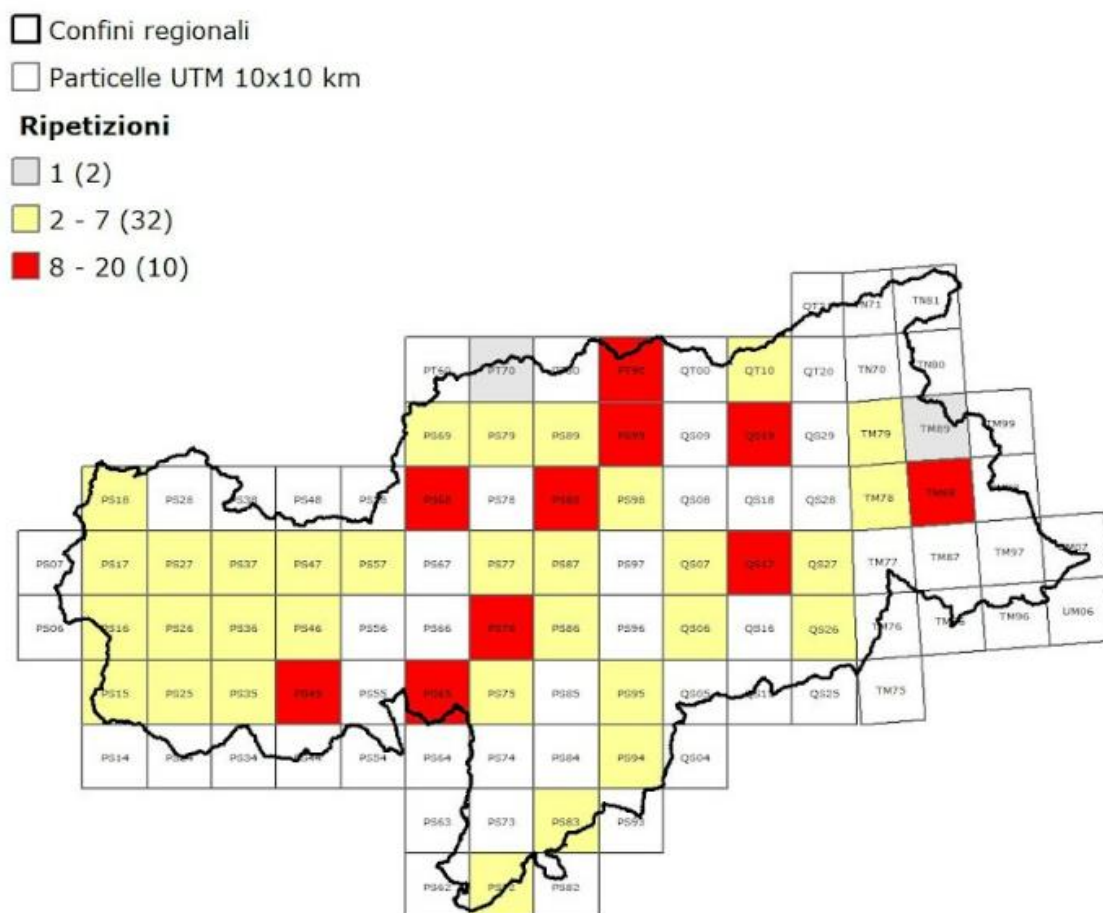 Confini regionali
Particelle UTM 10x10 km
Ripetizioni
1 (2)
2 - 7 (32)
8 - 20 (10)
TN71 TN81
PT60 PT70 PT80 PT90 QT00 QT10 QT20 TN70 TN80
PS69 PS79 PS89 PS99 QS09 QS19 QS29 TM79 TM89 TM99
PS18 PS28 PS38 PS48 PS68 PS78 PS88 PS98 QS08 QS18 QS28 TM78 TM88
PS07 PS17 PS27 PS37 PS47 PS57 PS67 PS77 PS87 PS97 QS07 QS17 QS27 TM77 TM87 TM97
PS06 PS16 PS26 PS36 PS46 PS56 PS66 PS76 PS86 PS96 QS06 QS16 QS26 TM76 TM96 UM06
PS15 PS25 PS35 PS45 PS55 PS65 PS75 PS85 PS95 QS05 QS25 TM75
PS14 PS34 PS44 PS54 PS64 PS74 PS84 PS94 QS04
PS63 PS73 PS83 PS93
PS62 PS82